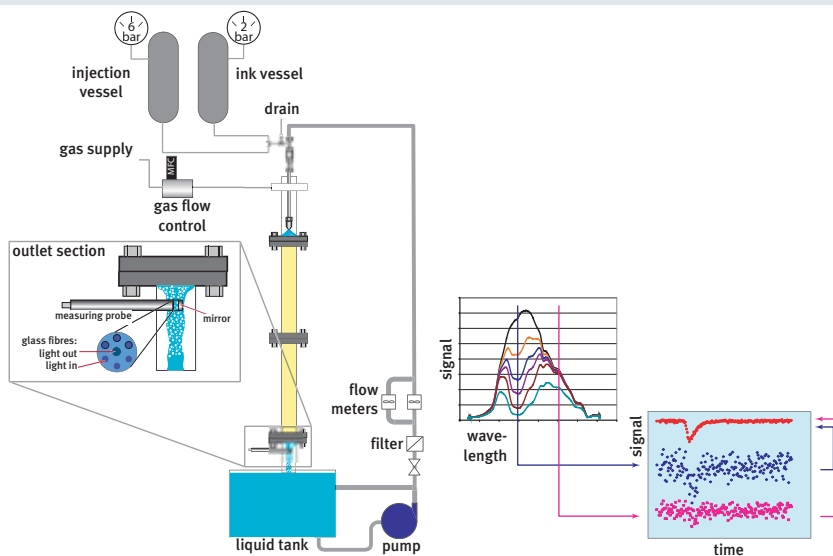 6
bar
2
bar
injection
vessel
ink vessel
drain
gas supply
MFC
gas flow
control
outlet section
measuring probe
mirror
glass fibres:
light out
light in
flow
meters
filter
liquid tank
pump
signal
wave-
length
signal
time